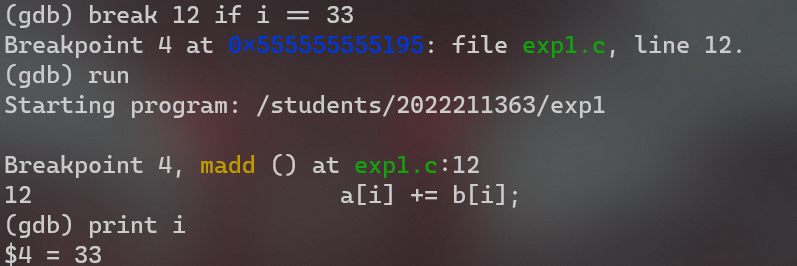 (gdb) break 12 if i == 33
Breakpoint 4 at 0x555555555195: file exp1.c, line 12.
(gdb) run
Starting program: /students/2022211363/exp1
Breakpoint 4, madd () at exp1.c:12
12                    a[i] += b[i];
(gdb) print i
$4 = 33